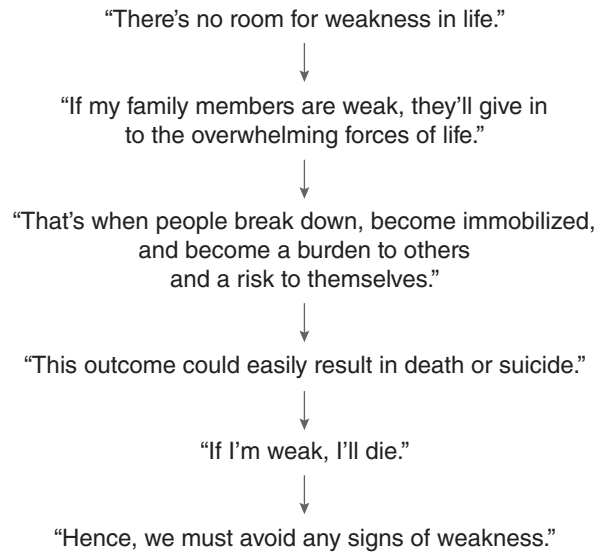 “There’s no room for weakness in life.”
“If my family members are weak, they’ll give in
to the overwhelming forces of life.”
“That’s when people break down, become immobilized,
and become a burden to others
and a risk to themselves.”
“This outcome could easily result in death or suicide.”
“If I’m weak, I’ll die.”
“Hence, we must avoid any signs of weakness.”